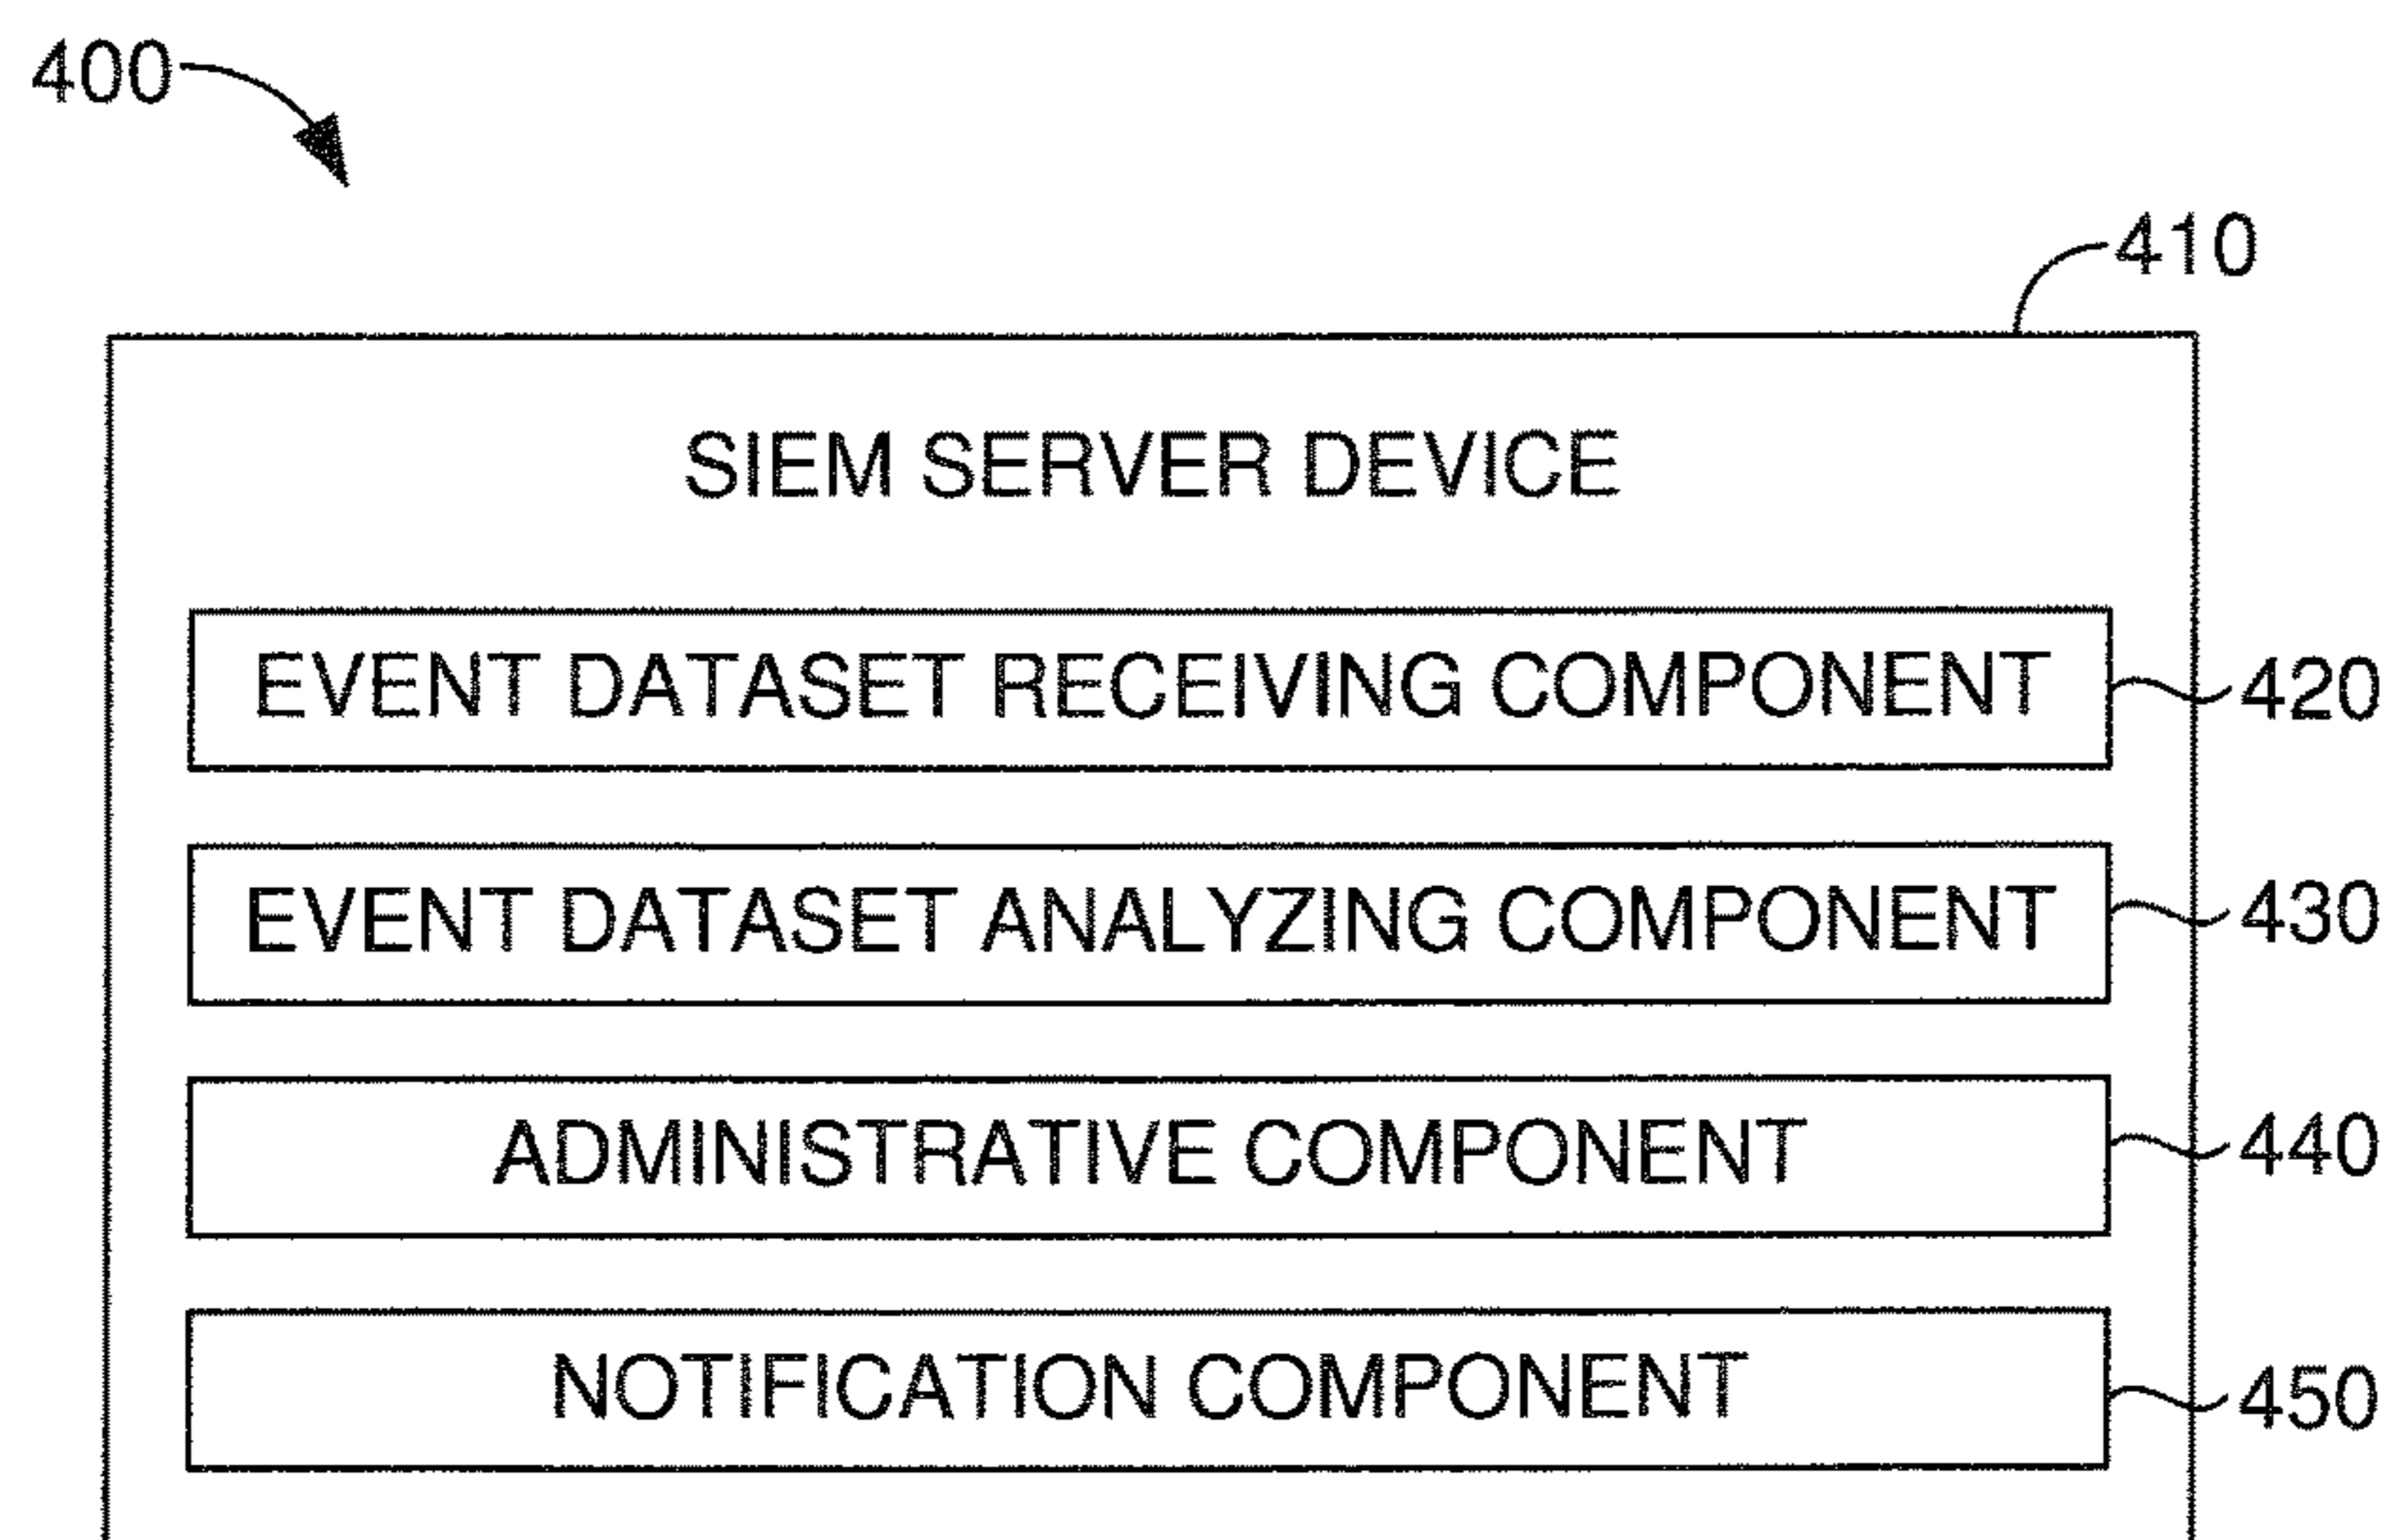 400
410
SIEM SERVER DEVICE
EVENT DATASET RECEIVING COMPONENT
420
EVENT DATASET ANALYZING COMPONENT
430
ADMINISTRATIVE COMPONENT
440
NOTIFICATION COMPONENT
450